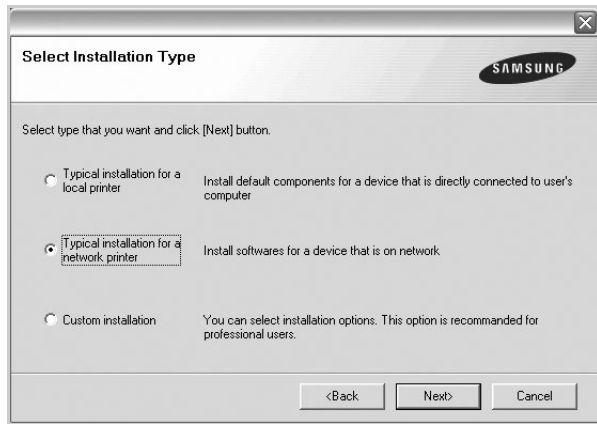 Select Installation Type
SAMSUNG
Select type that you want and click [Next] button.
Typical installation for a
local printer
Install default components for a device that is directly connected to user's
computer
Typical installation for a
network printer
Install softwares for a device that is on network
Custom installation
You can select installation options. This option is recommanded for
professional users.
<Back
Next>
Cancel